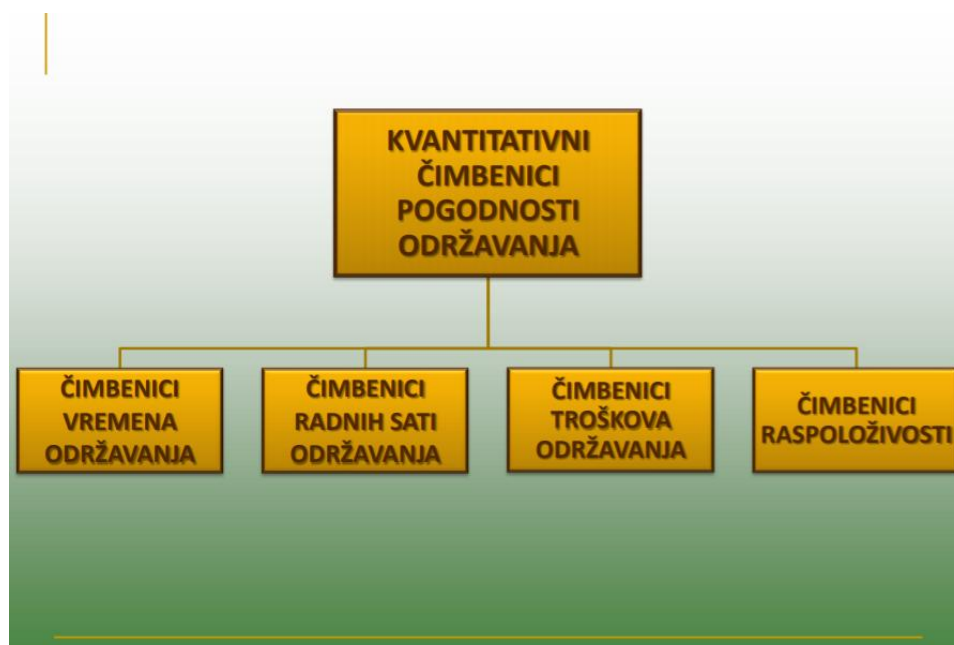 KVANTITATIVNI
ČIMBENICI
POGODNOSTI
ODRŽAVANJA
ČIMBENICI
VREMENA
ODRŽAVANJA
ČIMBENICI
RADNIH SATI
ODRŽAVANJA
ČIMBENICI
TROŠKOVA
ODRŽAVANJA
ČIMBENICI
RASPOLOŽIVOSTI